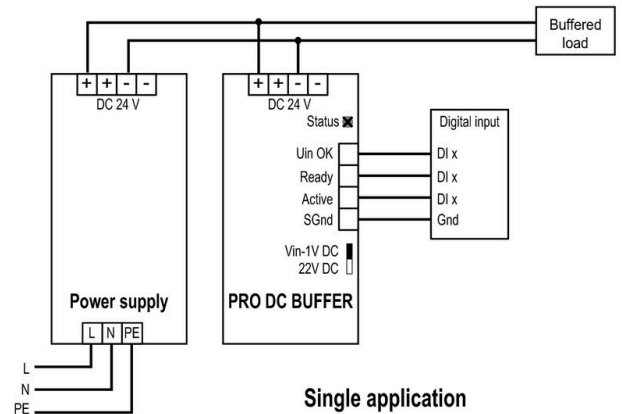 Buffered
load
+ + - -
DC 24 V
Power supply
L N PE
L
N
PE
+ + - -
DC 24 V
Status
Uin OK
Ready
Active
SGnd
Vin-1V DC
22V DC
PRO DC BUFFER
Digital input
DI x
DI x
DI x
Gnd
Single application